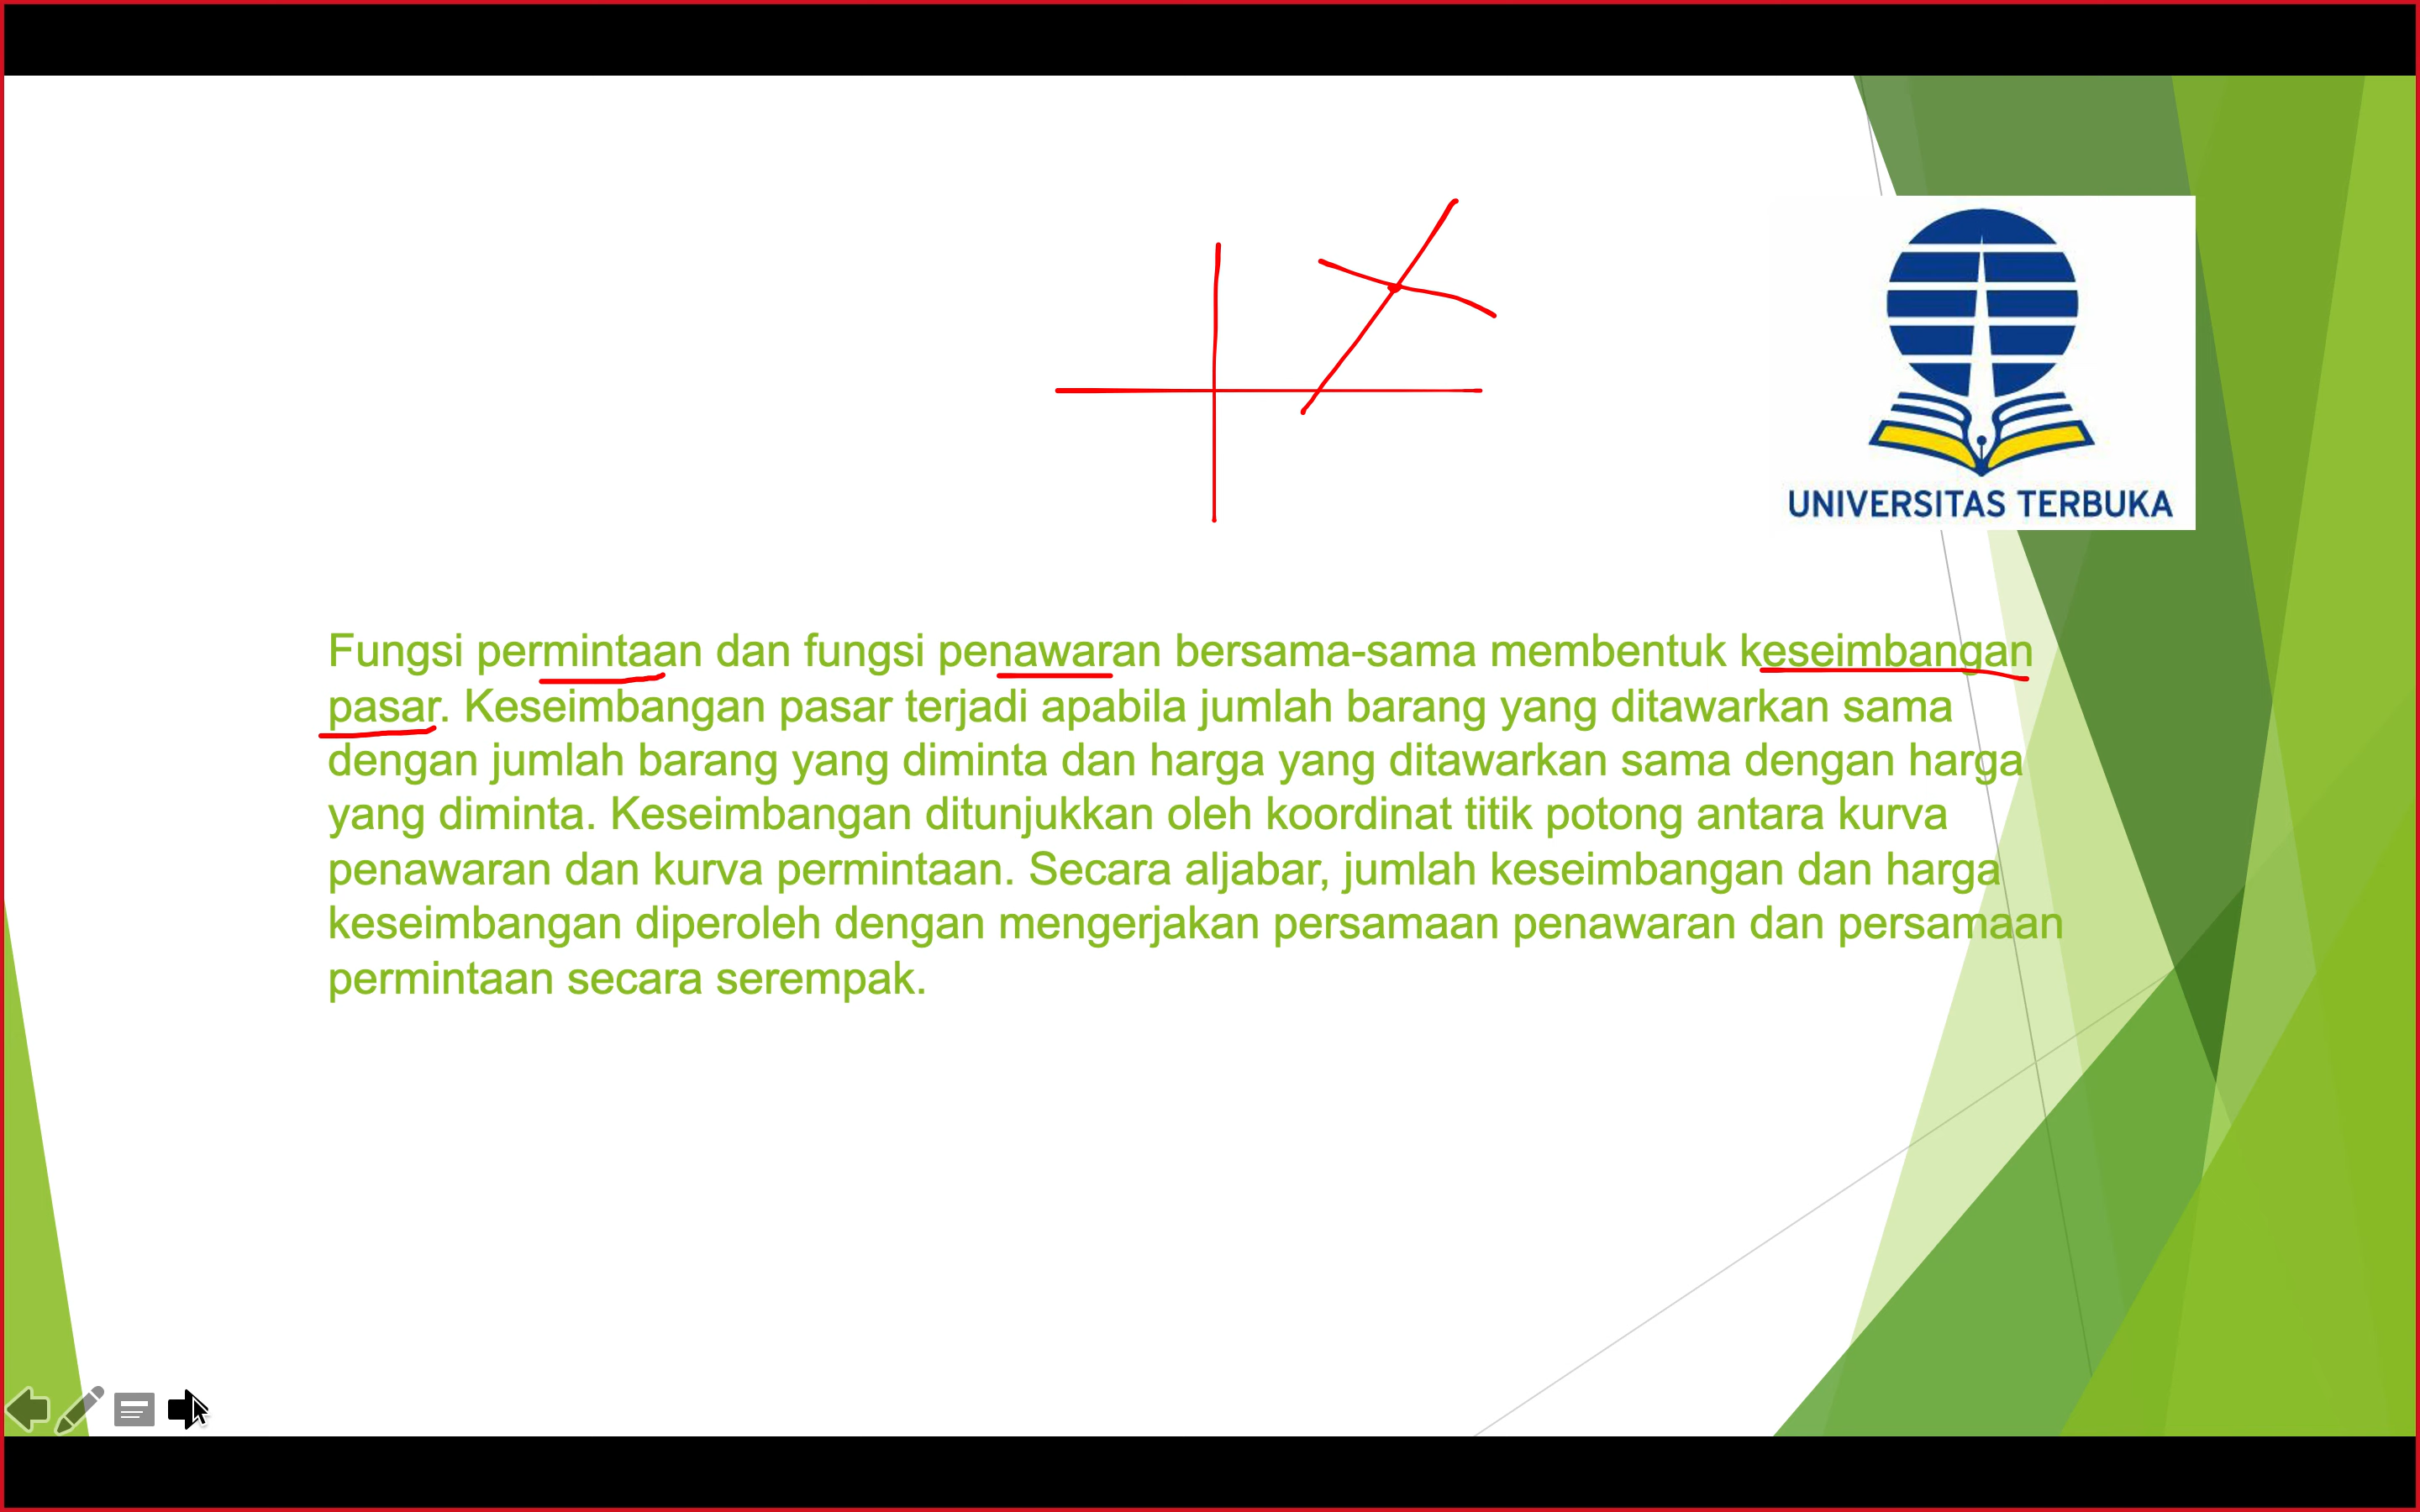 UNIVERSITAS TERBUKA
Fungsi permintaan dan fungsi penawaran bersama-sama membentuk keseimbangan
pasar. Keseimbangan pasar terjadi apabila jumlah barang yang ditawarkan sama
dengan jumlah barang yang diminta dan harga yang ditawarkan sama dengan harga
yang diminta. Keseimbangan ditunjukkan oleh koordinat titik potong antara kurva
penawaran dan kurva permintaan. Secara aljabar, jumlah keseimbangan dan harga
keseimbangan diperoleh dengan mengerjakan persamaan penawaran dan persamaan
permintaan secara serempak.